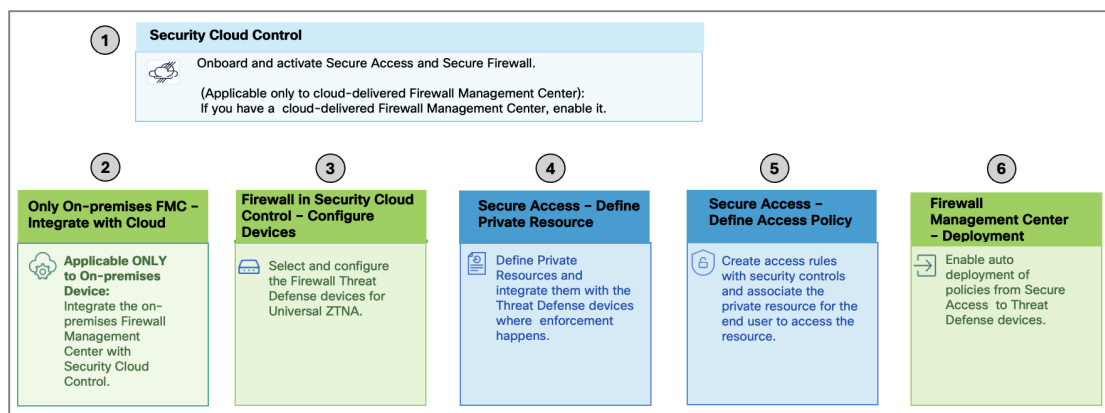 1
Security Cloud Control
Onboard and activate Secure Access and Secure Firewall.
(Applicable only to cloud-delivered Firewall Management Center):
If you have a cloud-delivered Firewall Management Center, enable it.
2
Only On-premises FMC –
Integrate with Cloud
Applicable ONLY
to On-premises
Device:
Integrate the on-
premises Firewall
Management
Center with
Security Cloud
Control.
3
Firewall in Security Cloud
Control – Configure
Devices
Select and configure
the Firewall Threat
Defense devices for
Universal ZTNA.
4
Secure Access – Define
Private Resource
Define Private
Resources and
integrate them with the
Threat Defense devices
where enforcement
happens.
5
Secure Access –
Define Access Policy
Create access rules
with security controls
and associate the
private resource for the
end user to access the
resource.
6
Firewall
Management Center
– Deployment
Enable auto
deployment of
policies from Secure
Access to Threat
Defense devices.